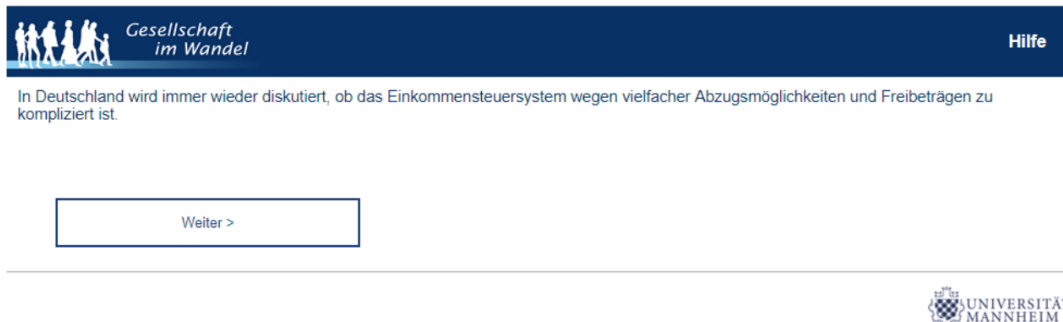 Gesellschaft
im Wandel
Hilfe
In Deutschland wird immer wieder diskutiert, ob das Einkommensteuersystem wegen vielfacher Abzugsmöglichkeiten und Freibeträgen zu
kompliziert ist.
Weiter >
UNIVERSITÄT
MANNHEIM